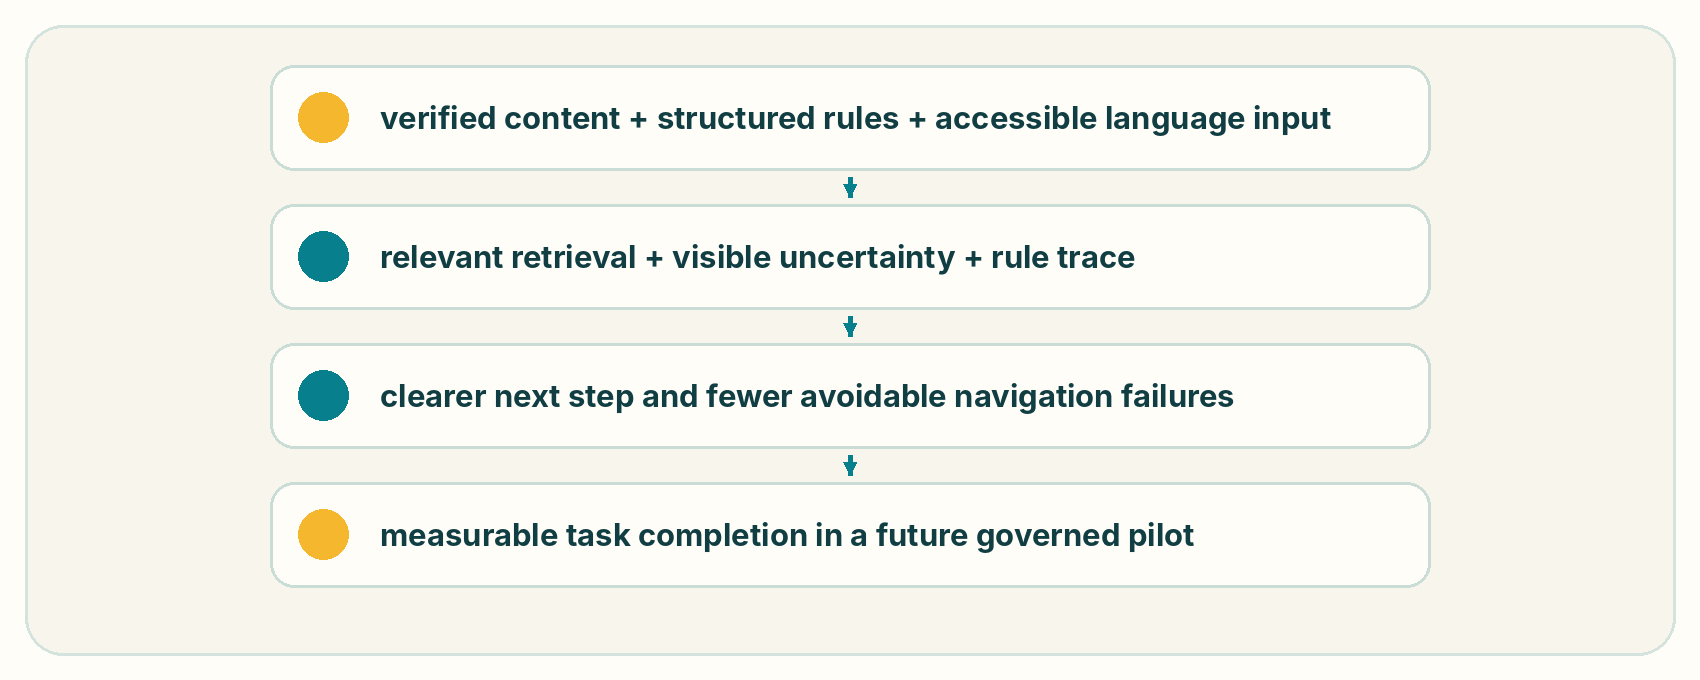 verified content + structured rules + accessible language input
relevant retrieval + visible uncertainty + rule trace
clearer next step and fewer avoidable navigation failures
measurable task completion in a future governed pilot